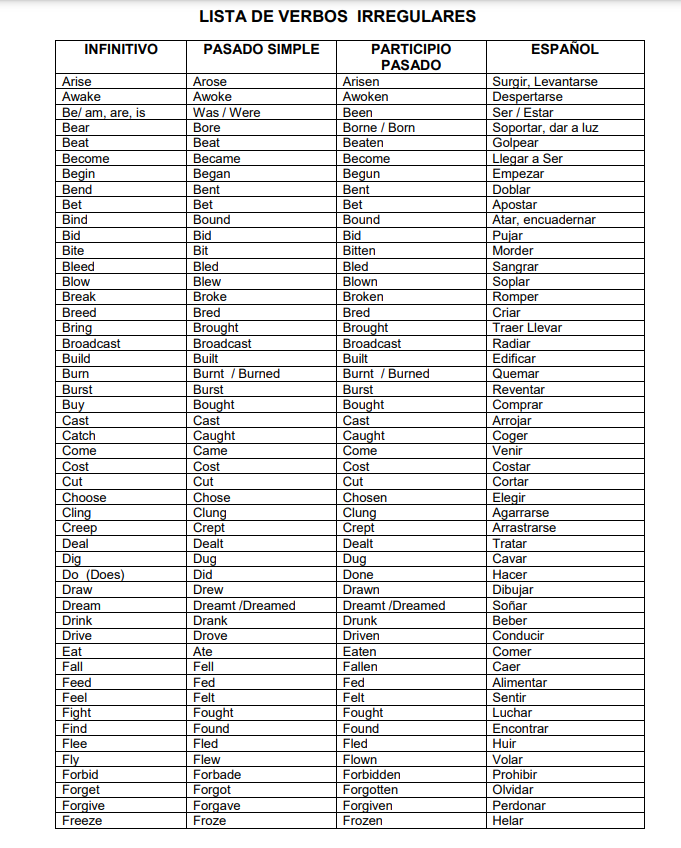 LISTA DE VERBOS IRREGULARES
INFINITIVO PASADO SIMPLE PARTICIPIO PASADO ESPAÑOL
Arise Arose Arisen Surgir, Levantarse
Awake Awoke Awoken Despertarse
Be/ am, are, is Was / Were Been Ser / Estar
Bear Bore Borne / Born Soportar, dar a luz
Beat Beat Beaten Golpear
Become Became Become Llegar a Ser
Begin Began Begun Empezar
Bend Bent Bent Doblar
Bet Bet Bet Apostar
Bind Bound Bound Atar, encuadernar
Bid Bid Bid Pujar
Bite Bit Bitten Morder
Bleed Bled Bled Sangrar
Blow Blew Blown Soplar
Break Broke Broken Romper
Breed Bred Bred Criar
Bring Brought Brought Traer Llevar
Broadcast Broadcast Broadcast Radiar
Build Built Built Edificar
Burn Burnt / Burned Burnt / Burned Quemar
Burst Burst Burst Reventar
Buy Bought Bought Comprar
Cast Cast Cast Arrojar
Catch Caught Caught Coger
Come Came Come Venir
Cost Cost Cost Costar
Cut Cut Cut Cortar
Choose Chose Chosen Elegir
Cling Clung Clung Agarrarse
Creep Crept Crept Arrastrarse
Deal Dealt Dealt Tratar
Dig Dug Dug Cavar
Do (Does) Did Done Hacer
Draw Drew Drawn Dibujar
Dream Dreamt /Dreamed Dreamt /Dreamed Soñar
Drink Drank Drunk Beber
Drive Drove Driven Conducir
Eat Ate Eaten Comer
Fall Fell Fallen Caer
Feed Fed Fed Alimentar
Feel Felt Felt Sentir
Fight Fought Fought Luchar
Find Found Found Encontrar
Flee Fled Fled Huir
Fly Flew Flown Volar
Forbid Forbade Forbidden Prohibir
Forget Forgot Forgotten Olvidar
Forgive Forgave Forgiven Perdonar
Freeze Froze Frozen Helar